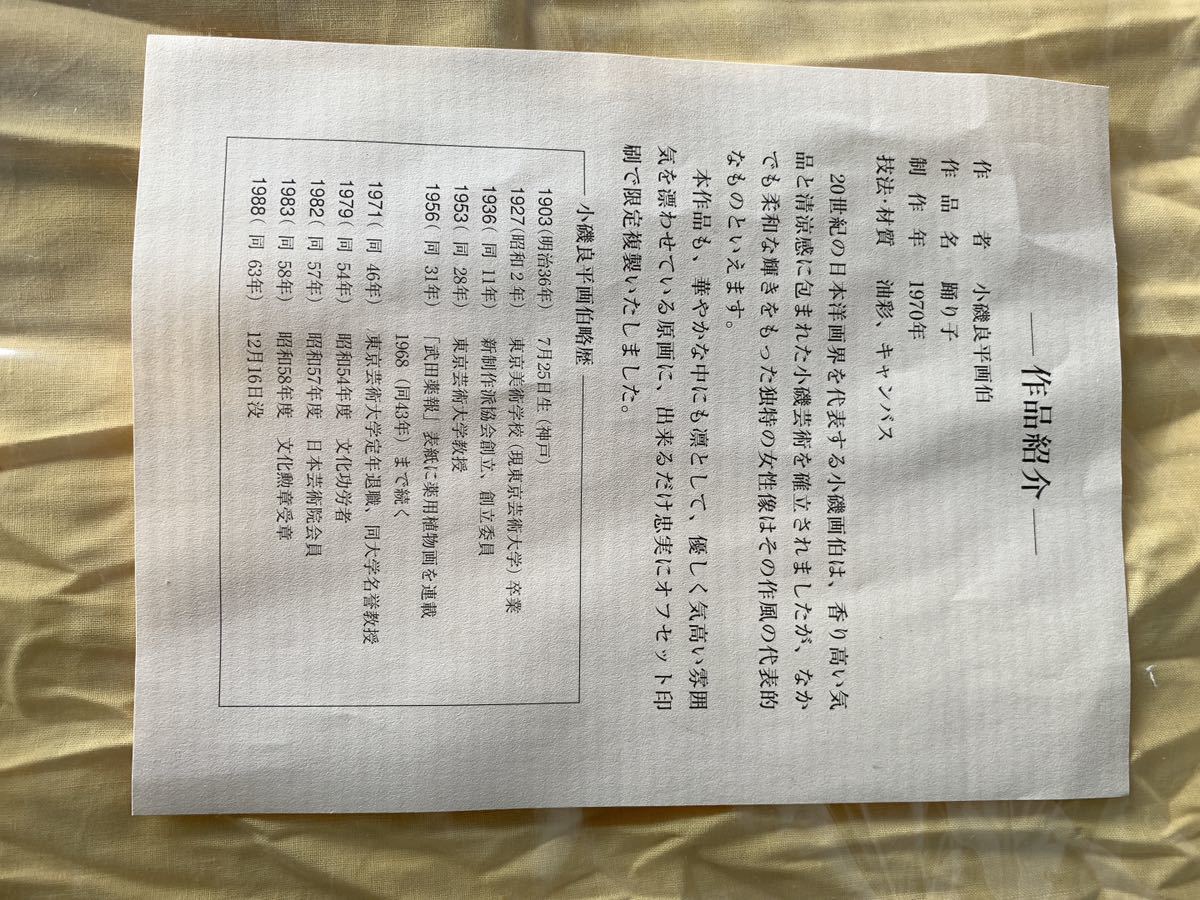 作品紹介
作者 小磯良平画伯
作品名 踊り子
制作年 1970年
技法・材質 油彩、キャンバス
20世紀の日本洋画界を代表する小磯画伯は、香り高い気
品と清涼感に包まれた小磯芸術を確立されましたが、なか
でも柔和な輝きをもった独特の女性像はその作風の代表的
なものといえます。
本作品も、華やかな中にも凛として、優しく気高い雰囲
気を漂わせている原画に、出来るだけ忠実にオフセット印
刷で限定複製いたしました。
小磯良平画伯略歴
1903(明治36年) 7月25日生(神戸)
1927(昭和2年) 東京美術学校(現東京芸術大学)卒業
1936(同 11年) 新制作派協会創立、創立委員
1953(同 28年) 東京芸術大学教授
1956(同 31年) 「武田薬報」表紙に薬用植物画を連載
1968(同43年)まで続く
1971(同 46年) 東京芸術大学定年退職、同大学名誉教授
1979(同 54年) 昭和54年度 文化功労者
1982(同 57年) 昭和57年度 日本芸術院会員
1983(同 58年) 昭和58年度 文化勲章受章
1988(同 63年) 12月16日没